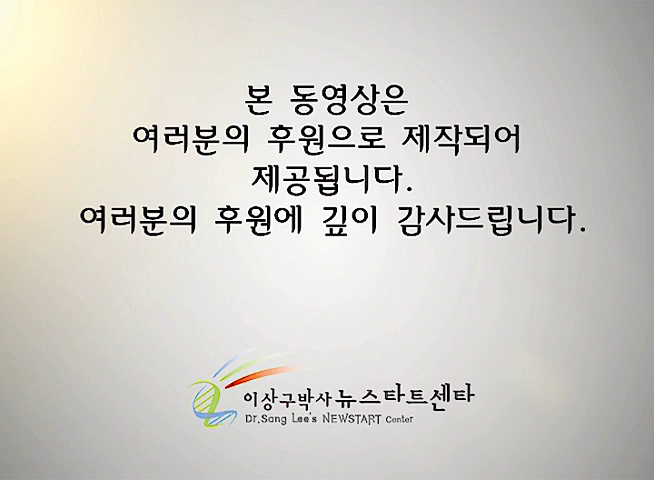 본 동영상은
여러분의 후원으로 제작되어
제공됩니다.
여러분의 후원에 깊이 감사드립니다.
이상구박사 뉴스타트센타
Dr.Sang Lee's NEWSTART Center